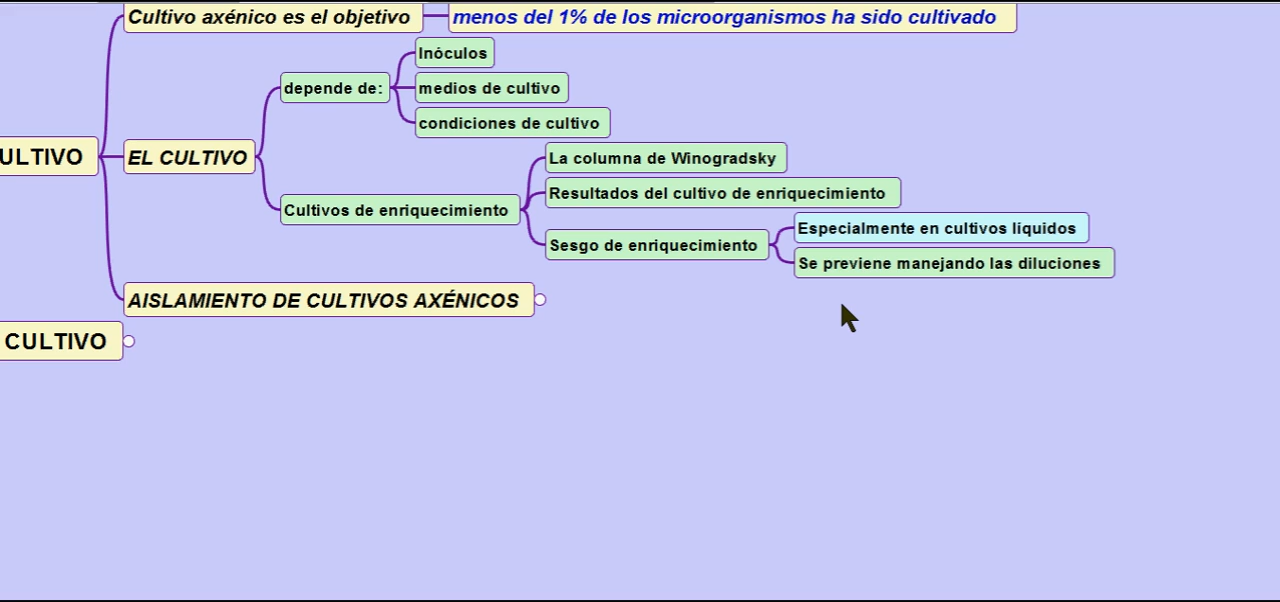 Cultivo axénico es el objetivo
menos del 1% de los microorganismos ha sido cultivado
Inóculos
depende de:
medios de cultivo
condiciones de cultivo
ULTIVO
EL CULTIVO
La columna de Winogradsky
Resultados del cultivo de enriquecimiento
Cultivos de enriquecimiento
Especialmente en cultivos líquidos
Sesgo de enriquecimiento
Se previene manejando las diluciones
AISLAMIENTO DE CULTIVOS AXÉNICOS
CULTIVO